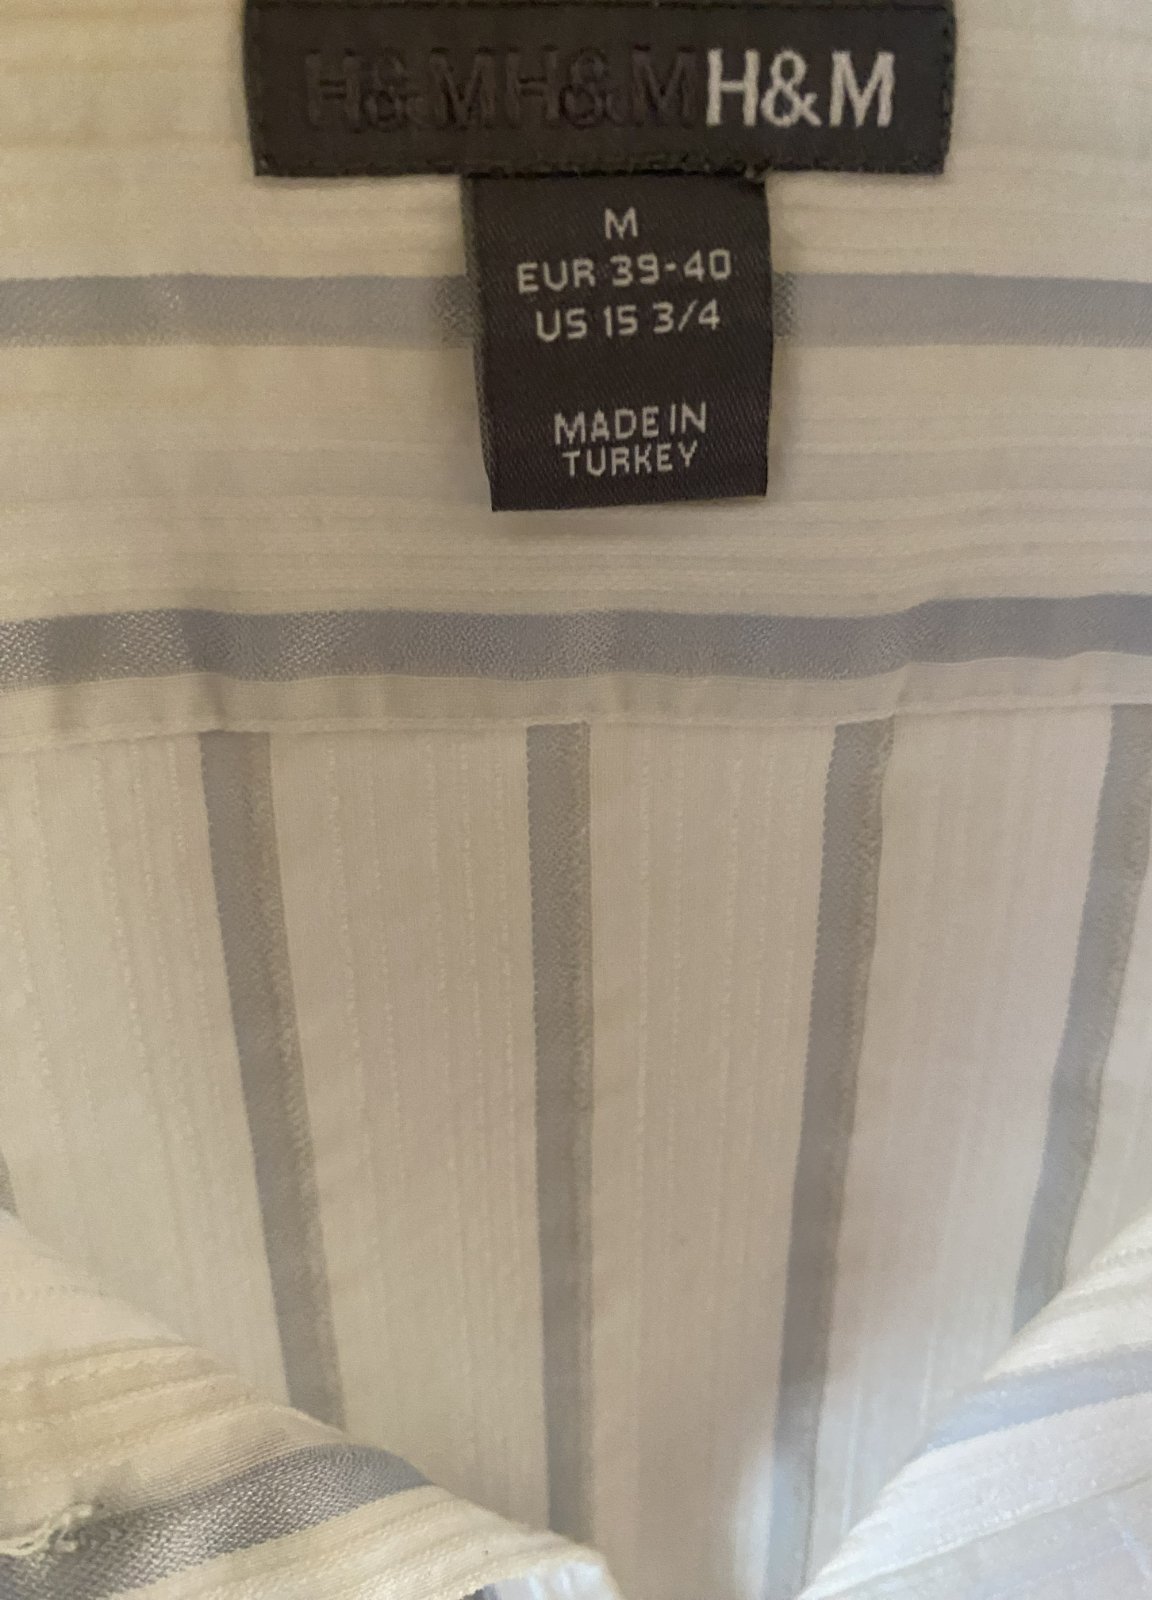 H&MH&MH&M
M
EUR 39-40
US 15 3/4
MADE IN
TURKEY